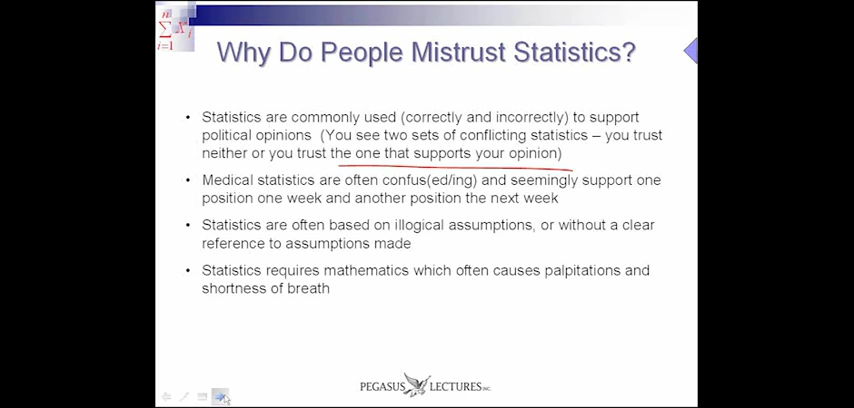 n
∑ Xi
i=1
Why Do People Mistrust Statistics?
• Statistics are commonly used (correctly and incorrectly) to support
political opinions (You see two sets of conflicting statistics – you trust
neither or you trust the one that supports your opinion)
• Medical statistics are often confus(ed/ing) and seemingly support one
position one week and another position the next week
• Statistics are often based on illogical assumptions, or without a clear
reference to assumptions made
• Statistics requires mathematics which often causes palpitations and
shortness of breath
PEGASUS LECTURES INC.